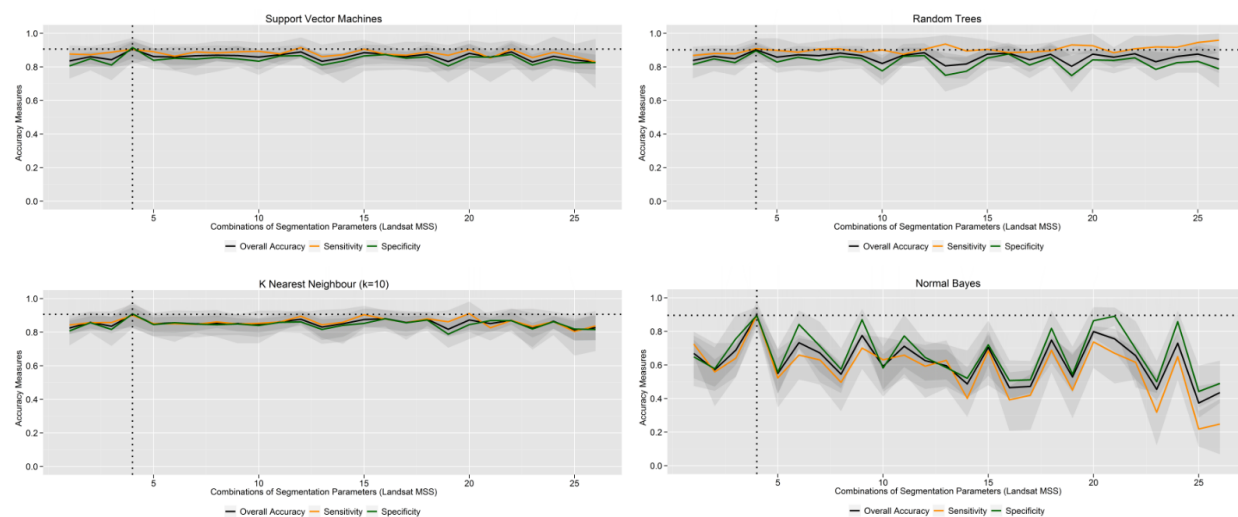 Support Vector Machines
Accuracy Measures
1.0
0.8
0.6
0.4
0.2
0.0
5 10 15 20 25
Combinations of Segmentation Parameters (Landsat MSS)
Overall Accuracy Sensitivity Specificity
Random Trees
Accuracy Measures
1.0
0.8
0.6
0.4
0.2
0.0
5 10 15 20 25
Combinations of Segmentation Parameters (Landsat MSS)
Overall Accuracy Sensitivity Specificity
K Nearest Neighbour (k=10)
Accuracy Measures
1.0
0.8
0.6
0.4
0.2
0.0
5 10 15 20 25
Combinations of Segmentation Parameters (Landsat MSS)
Overall Accuracy Sensitivity Specificity
Normal Bayes
Accuracy Measures
1.0
0.8
0.6
0.4
0.2
0.0
5 10 15 20 25
Combinations of Segmentation Parameters (Landsat MSS)
Overall Accuracy Sensitivity Specificity